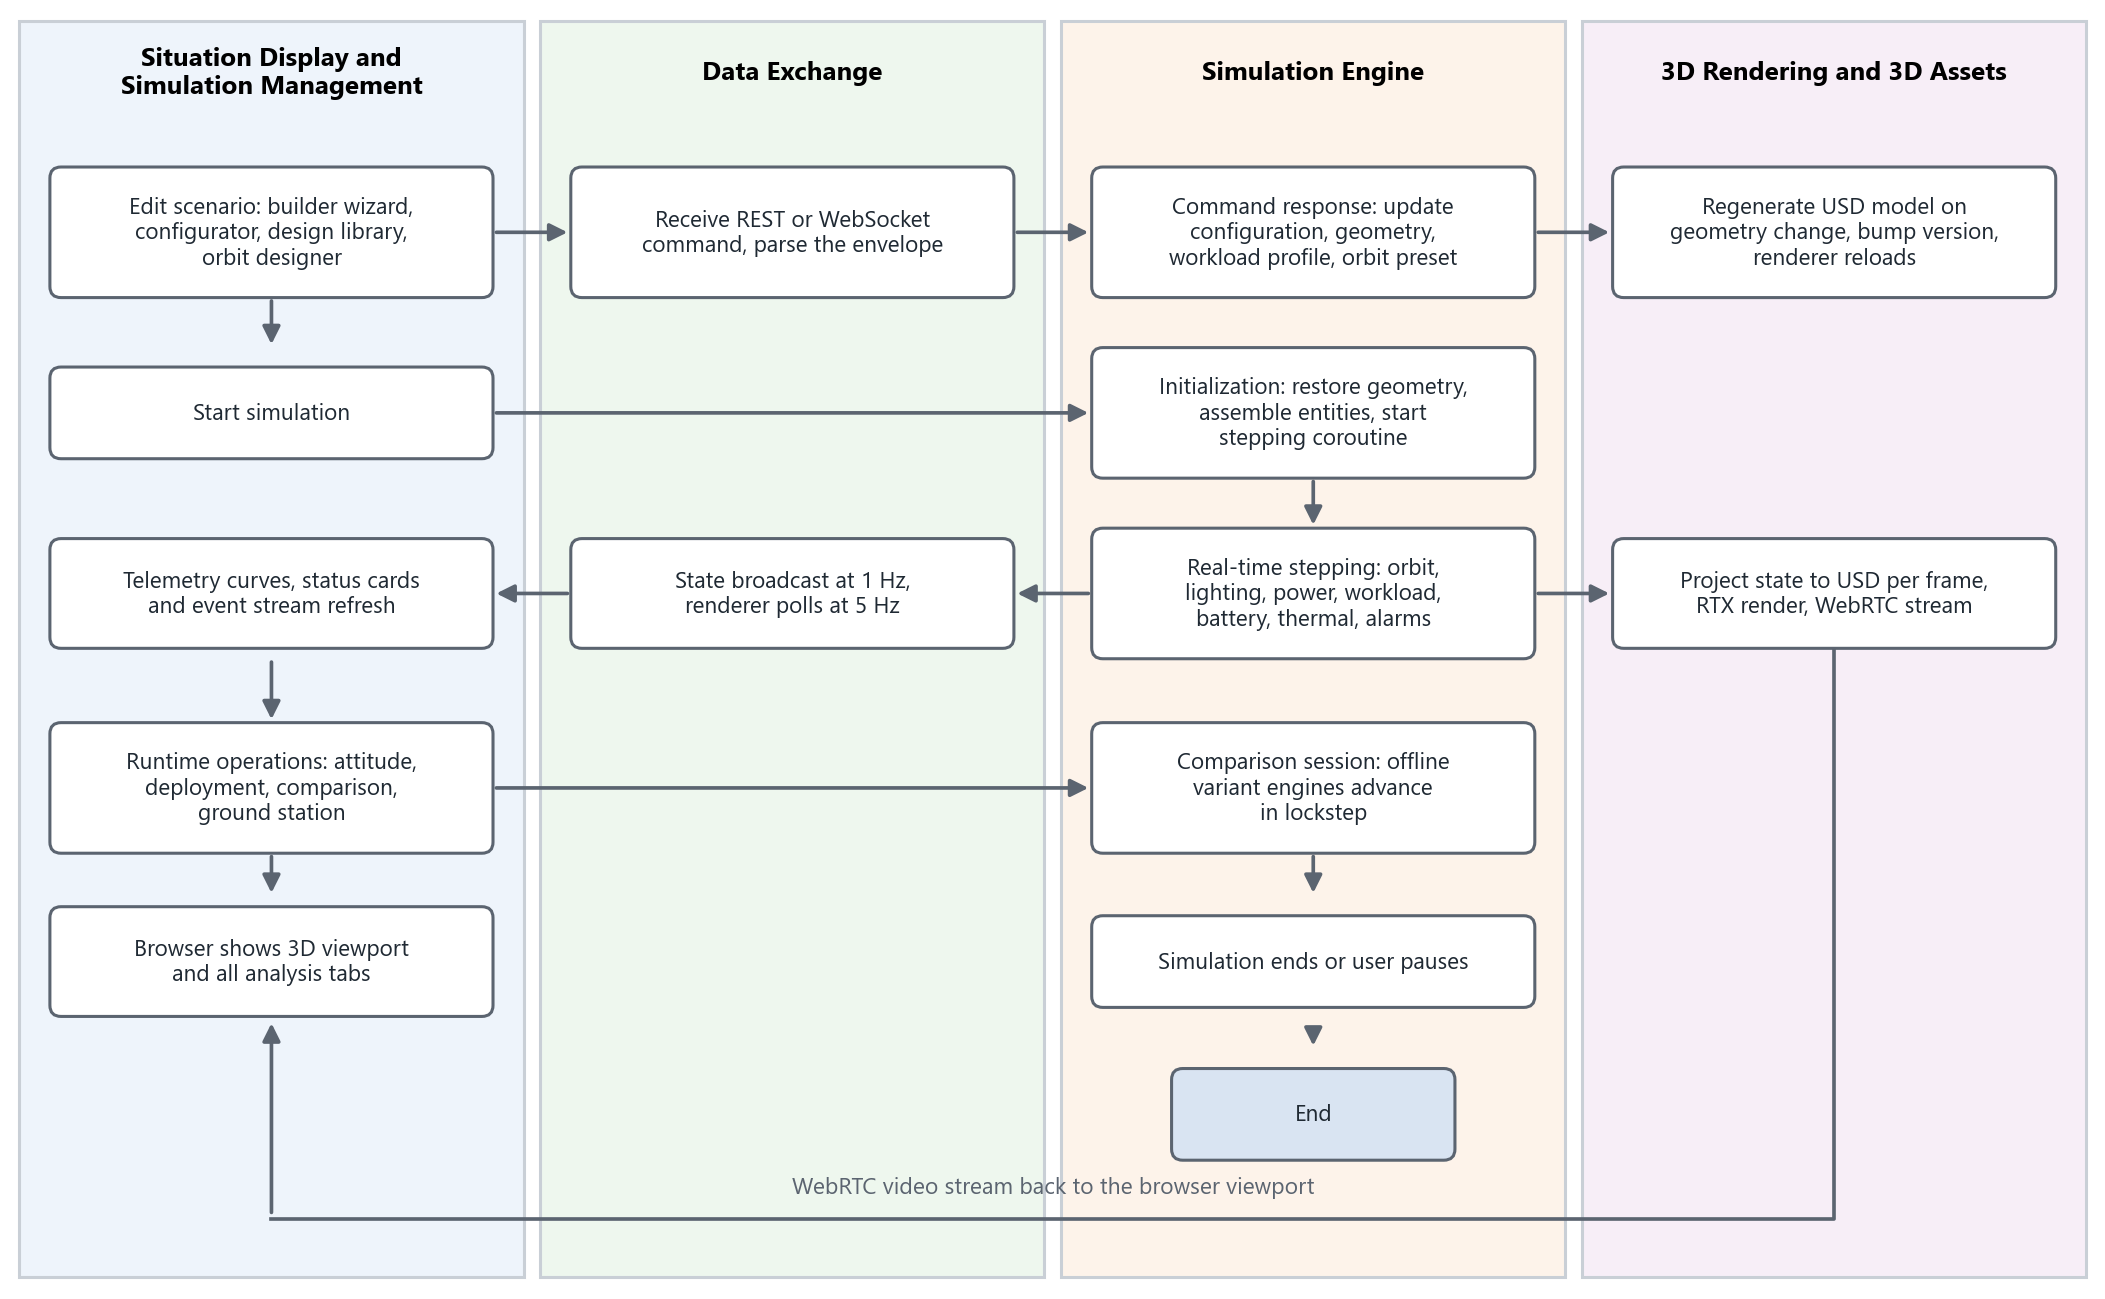 Situation Display and
Simulation Management
Data Exchange
Simulation Engine
3D Rendering and 3D Assets
Edit scenario: builder wizard,
configurator, design library,
orbit designer
Receive REST or WebSocket
command, parse the envelope
Command response: update
configuration, geometry,
workload profile, orbit preset
Regenerate USD model on
geometry change, bump version,
renderer reloads
Start simulation
Initialization: restore geometry,
assemble entities, start
stepping coroutine
Telemetry curves, status cards
and event stream refresh
State broadcast at 1 Hz,
renderer polls at 5 Hz
Real-time stepping: orbit,
lighting, power, workload,
battery, thermal, alarms
Project state to USD per frame,
RTX render, WebRTC stream
Runtime operations: attitude,
deployment, comparison,
ground station
Comparison session: offline
variant engines advance
in lockstep
Browser shows 3D viewport
and all analysis tabs
Simulation ends or user pauses
End
WebRTC video stream back to the browser viewport